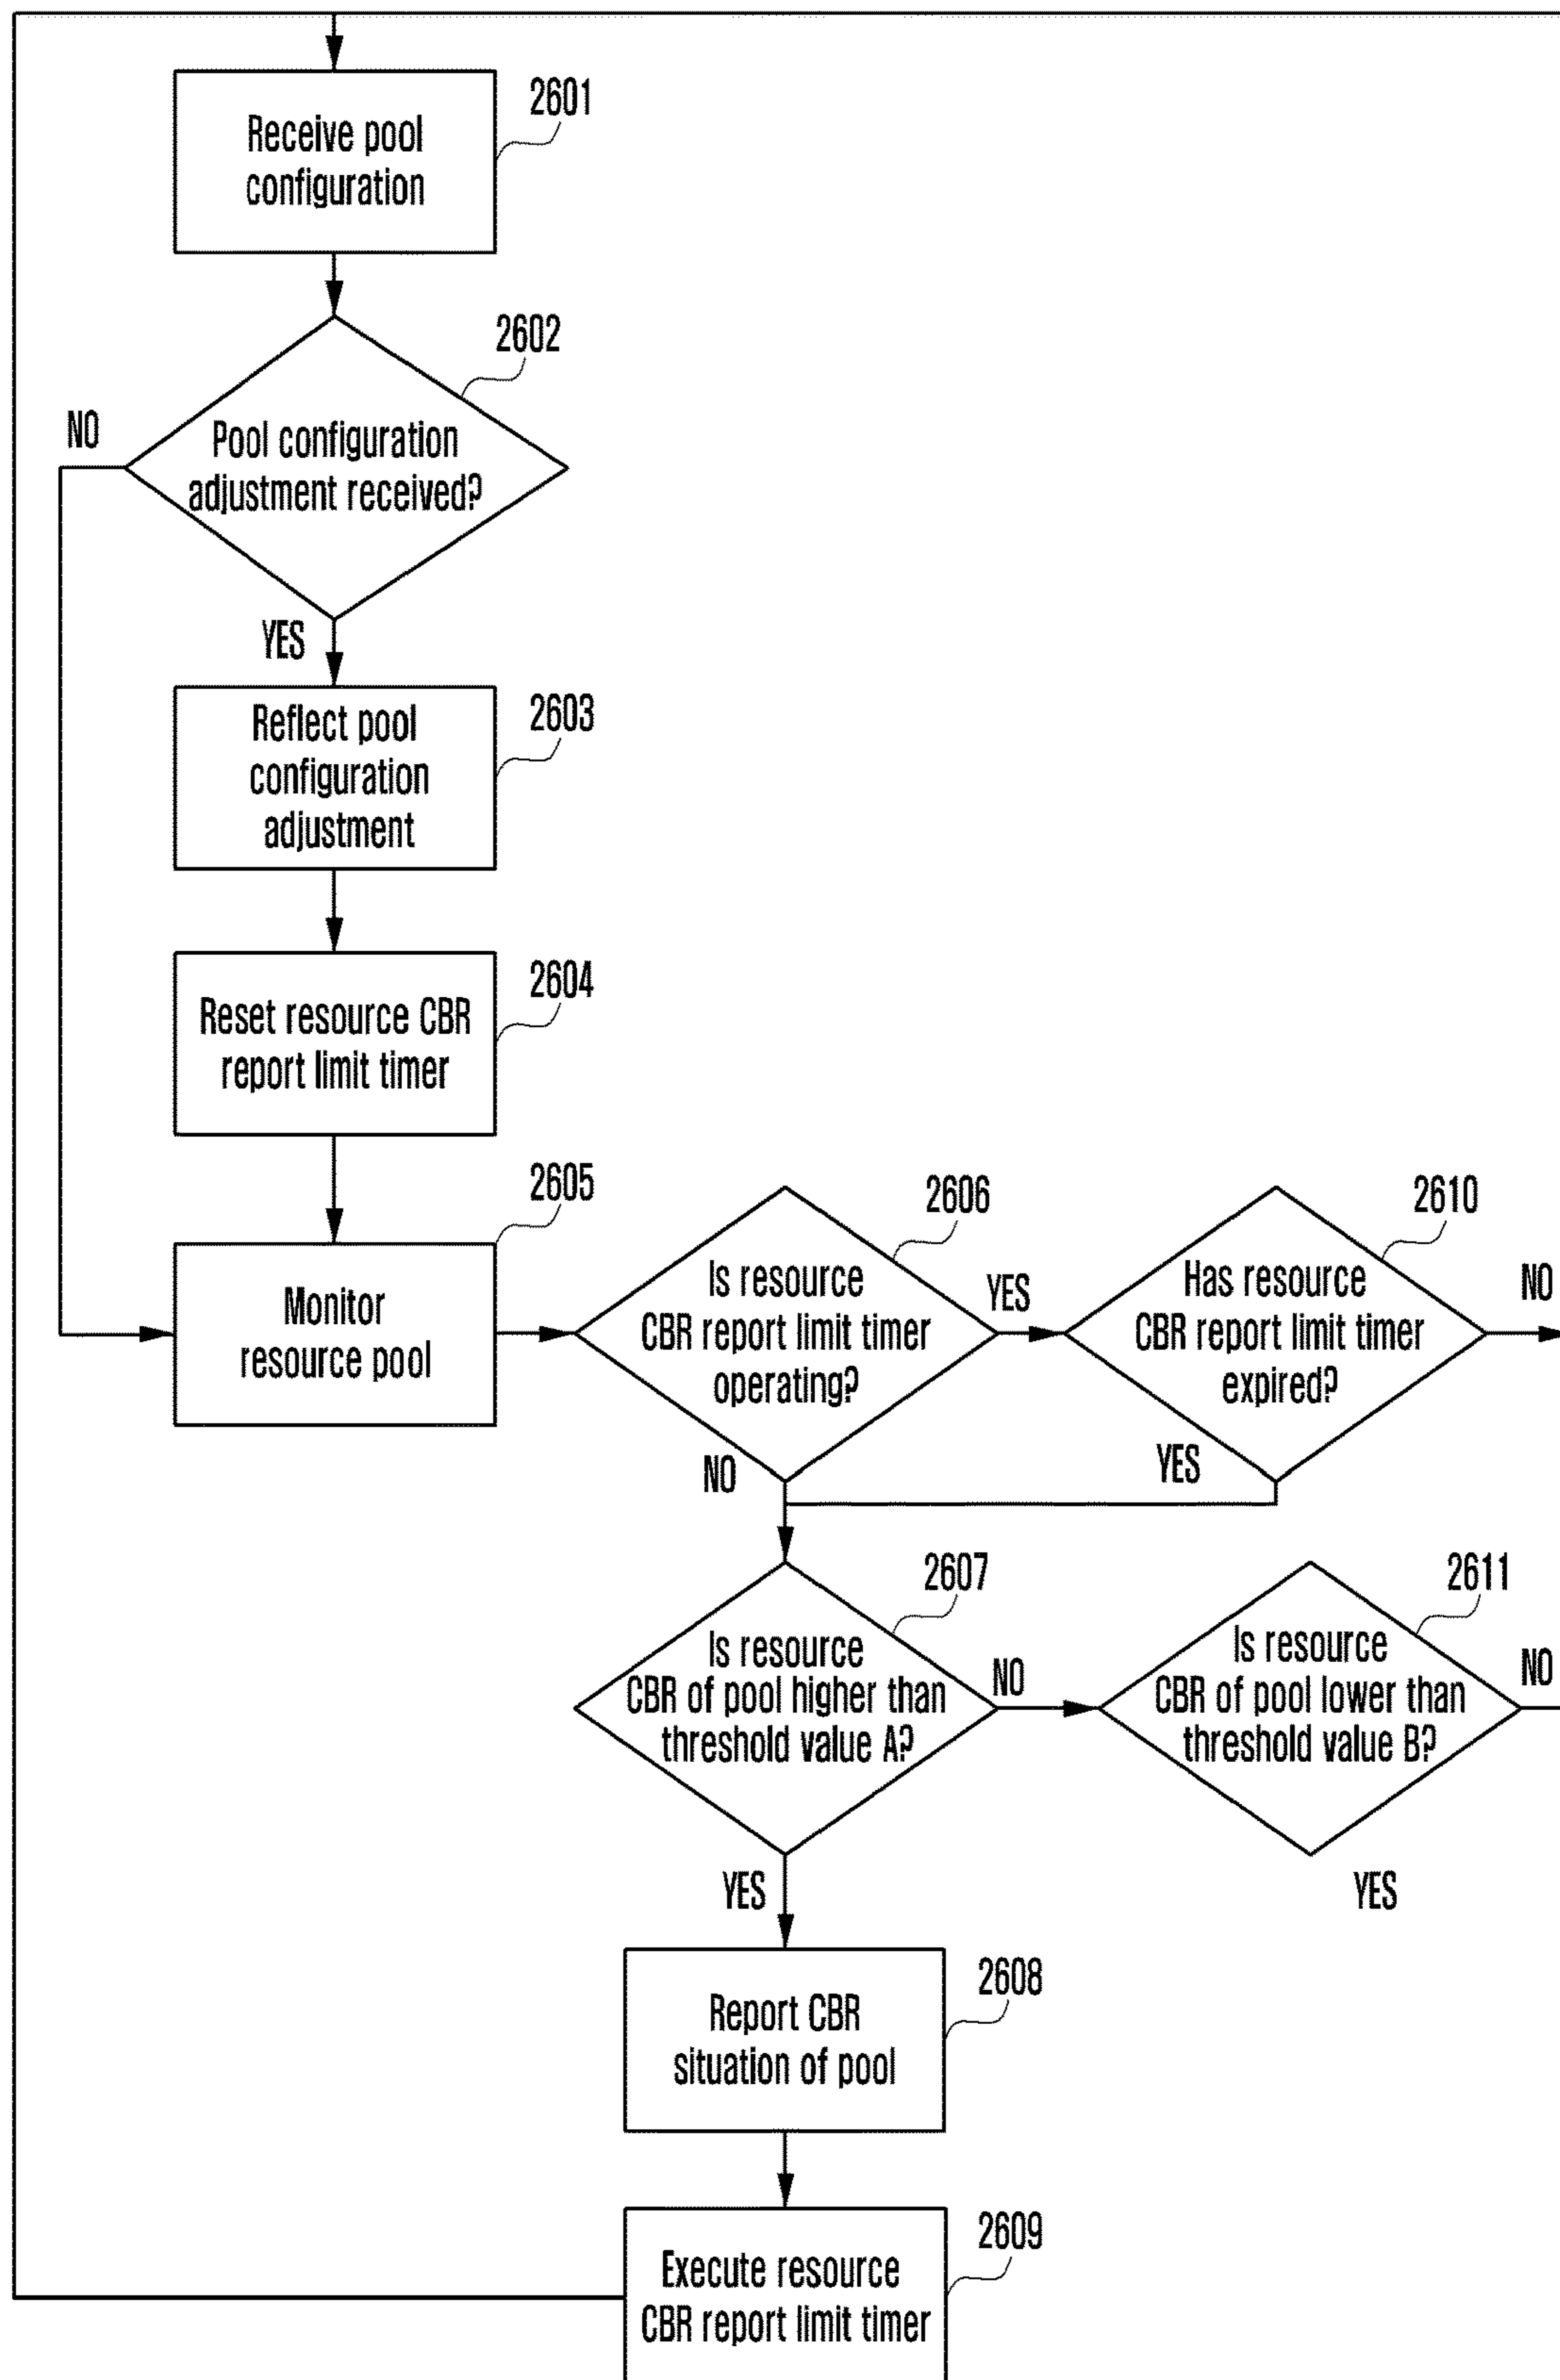 2601
Receive pool
configuration
2602
NO
Pool configuration
adjustment received?
YES
2603
Reflect pool
configuration
adjustment
2604
Reset resource CBR
report limit timer
2605
Monitor
resource pool
2606
Is resource
CBR report limit timer
operating?
YES
NO
2610
Has resource
CBR report limit timer
expired?
NO
YES
2607
Is resource
CBR of pool higher than
threshold value A?
NO
YES
2611
Is resource
CBR of pool lower than
threshold value B?
NO
YES
2608
Report CBR
situation of pool
2609
Execute resource
CBR report limit timer